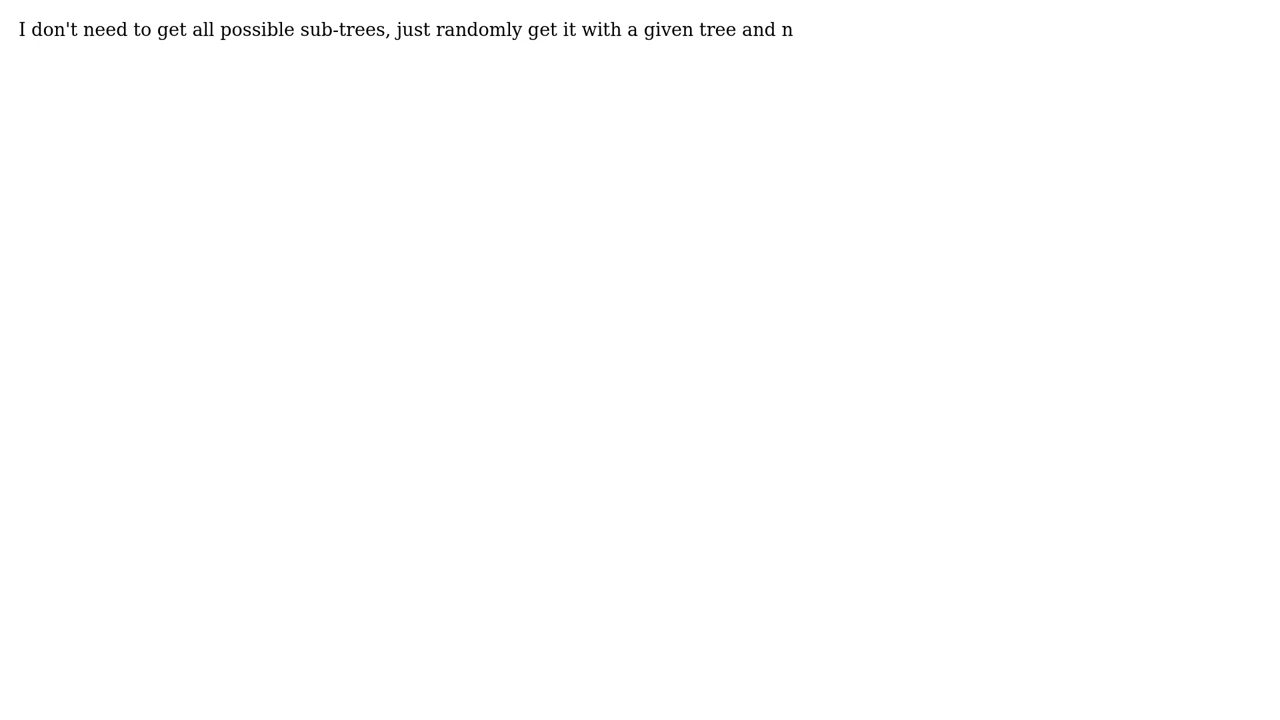 I don't need to get all possible sub-trees, just randomly get it with a given tree and n